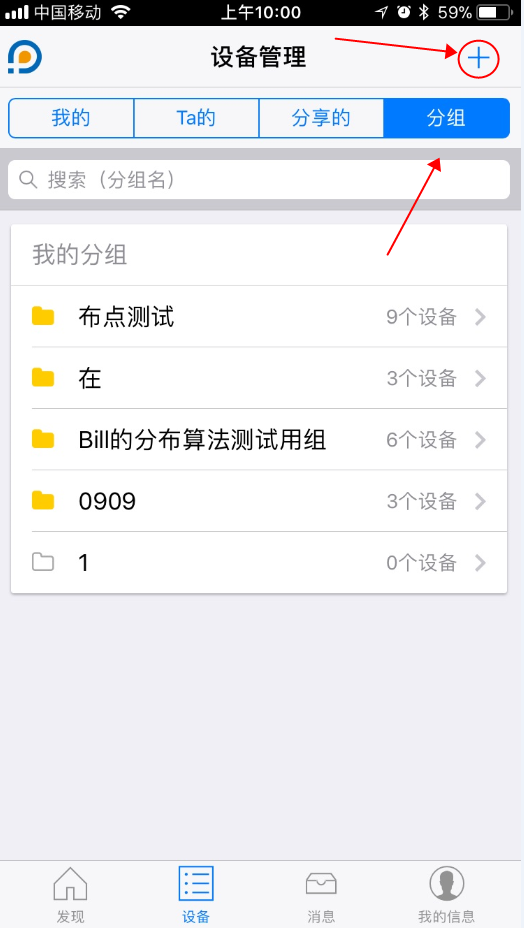 中国移动 上午10:00 59%
设备管理
我的 Ta的 分享的 分组
搜索（分组名）
我的分组
布点测试 9个设备
在 3个设备
Bill的分布算法测试用组 6个设备
0909 3个设备
1 0个设备
发现 设备 消息 我的信息